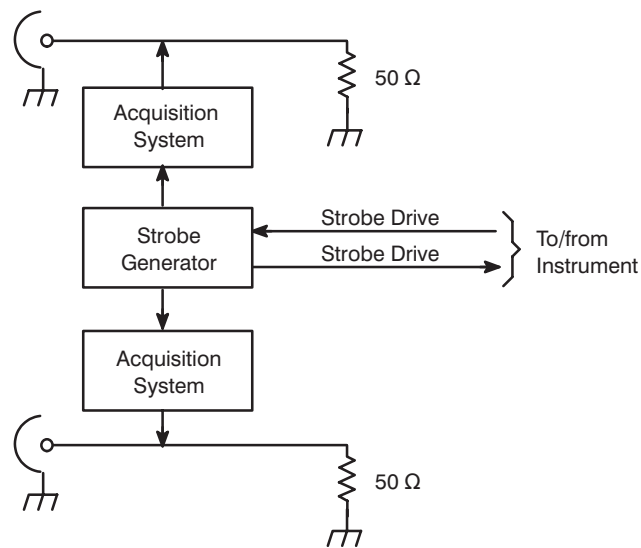 50 Ω
Acquisition
System
Strobe
Generator
Strobe Drive
Strobe Drive
To/from
Instrument
Acquisition
System
50 Ω